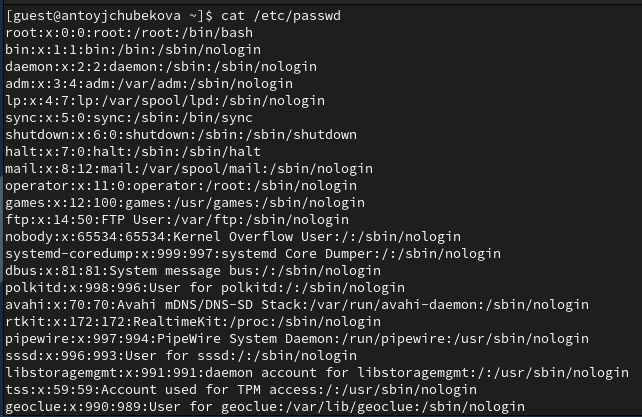 [guest@antoyjchubekova ~]$ cat /etc/passwd
root:x:0:0:root:/root:/bin/bash
bin:x:1:1:bin:/bin:/sbin/nologin
daemon:x:2:2:daemon:/sbin:/sbin/nologin
adm:x:3:4:adm:/var/adm:/sbin/nologin
lp:x:4:7:lp:/var/spool/lpd:/sbin/nologin
sync:x:5:0:sync:/sbin:/bin/sync
shutdown:x:6:0:shutdown:/sbin:/sbin/shutdown
halt:x:7:0:halt:/sbin:/sbin/halt
mail:x:8:12:mail:/var/spool/mail:/sbin/nologin
operator:x:11:0:operator:/root:/sbin/nologin
games:x:12:100:games:/usr/games:/sbin/nologin
ftp:x:14:50:FTP User:/var/ftp:/sbin/nologin
nobody:x:65534:65534:Kernel Overflow User:/:/sbin/nologin
systemd-coredump:x:999:997:systemd Core Dumper:/:/sbin/nologin
dbus:x:81:81:System message bus:/:/sbin/nologin
polkitd:x:998:996:User for polkitd:/:/sbin/nologin
avahi:x:70:70:Avahi mDNS/DNS-SD Stack:/var/run/avahi-daemon:/sbin/nologin
rtkit:x:172:172:RealtimeKit:/proc:/sbin/nologin
pipewire:x:997:994:PipeWire System Daemon:/run/pipewire:/usr/sbin/nologin
sssd:x:996:993:User for sssd:/:/sbin/nologin
libstoragemgmt:x:991:991:daemon account for libstoragemgmt:/:/usr/sbin/nologin
tss:x:59:59:Account used for TPM access:/:/usr/sbin/nologin
geoclue:x:990:989:User for geoclue:/var/lib/geoclue:/sbin/nologin